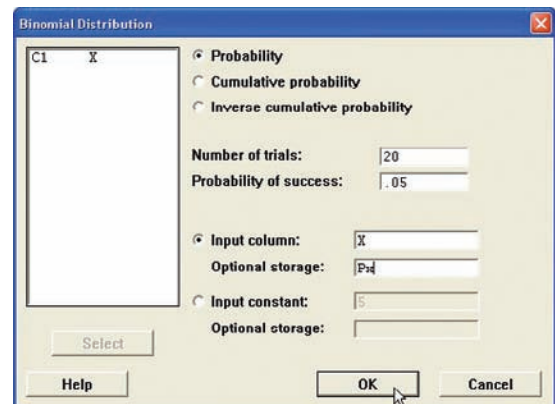 Binomial Distribution
C1 X
Probability
Cumulative probability
Inverse cumulative probability
Number of trials: 20
Probability of success: .05
Input column: X
Optional storage:
Input constant: 5
Optional storage:
Select
Help OK Cancel